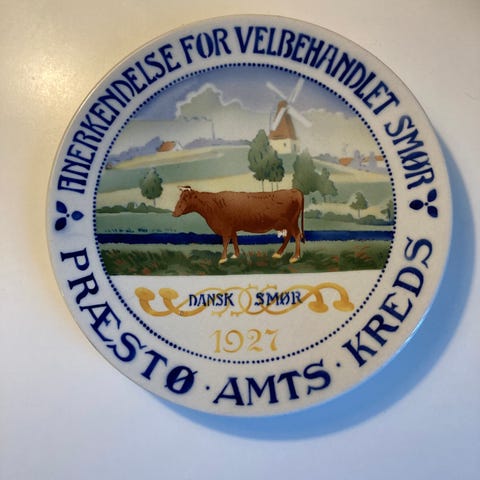 ANERKENDELSE FOR VELBEHANDLET SMØR
DANSK SMØR
1927
PRÆSTØ · AMTS · KREDS